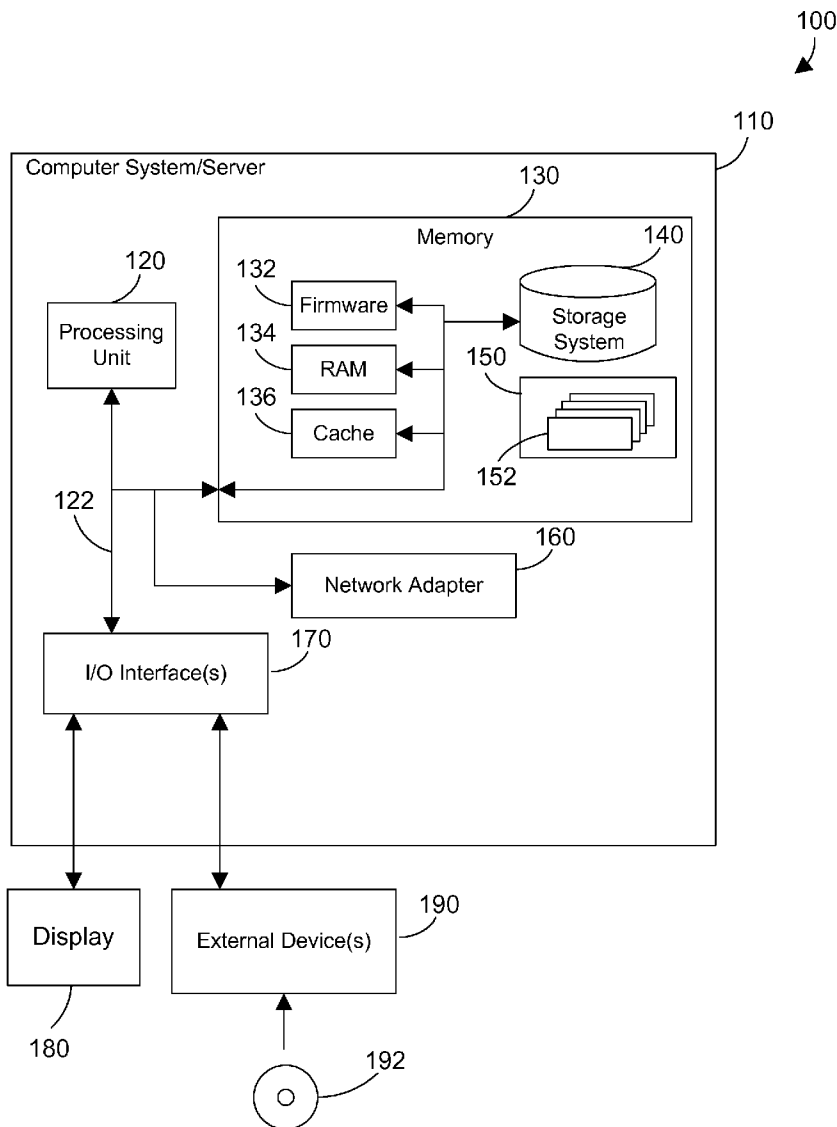 100
110
Computer System/Server
130
Memory
140
120
132
Firmware
Storage
System
Processing
Unit
134
RAM
150
136
Cache
152
122
160
Network Adapter
170
I/O Interface(s)
190
Display
External Device(s)
180
192